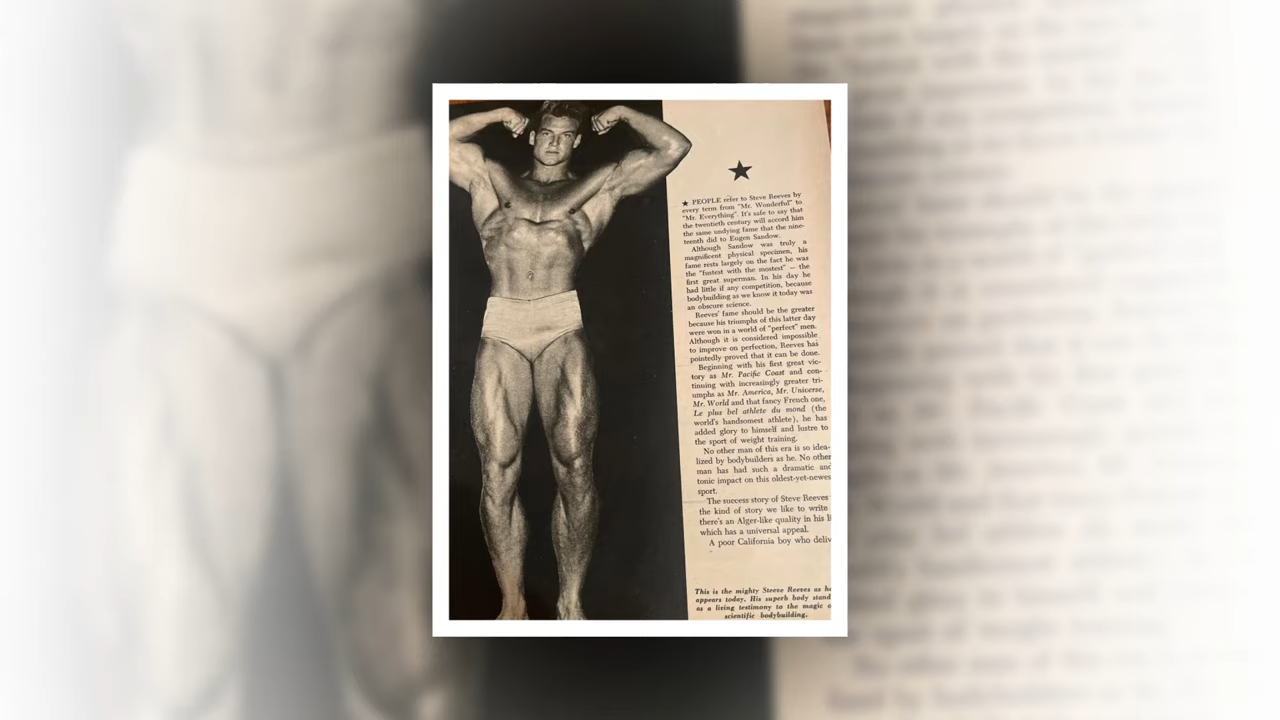 ★ PEOPLE refer to Steve Reeves by
every term from "Mr. Wonderful" to
"Mr. Everything". It's safe to say that
the twentieth century will accord him
the same undying fame that the nine-
teenth did to Eugen Sandow.
Although Sandow was truly a
magnificent physical specimen, his
fame rests largely on the fact he was
the "fustest with the mostest" — the
first great superman. In his day he
had little if any competition, because
bodybuilding as we know it today was
an obscure science.
Reeves' fame should be the greater
because his triumphs of this latter day
were won in a world of "perfect" men.
Although it is considered impossible
to improve on perfection, Reeves has
pointedly proved that it can be done.
Beginning with his first great vic-
tory as Mr. Pacific Coast and con-
tinuing with increasingly greater tri-
umphs as Mr. America, Mr. Universe,
Mr. World and that fancy French one,
Le plus bel athlete du mond (the
world's handsomest athlete), he has
added glory to himself and lustre to
the sport of weight training.
No other man of this era is so idea-
lized by bodybuilders as he. No other
man has had such a dramatic and
tonic impact on this oldest-yet-newes
sport.
The success story of Steve Reeves
the kind of story we like to write
there's an Alger-like quality in his li
which has a universal appeal.
A poor California boy who deliv
This is the mighty Steeve Reeves as he
appears today. His superb body stand
as a living testimony to the magic o
scientific bodybuilding.